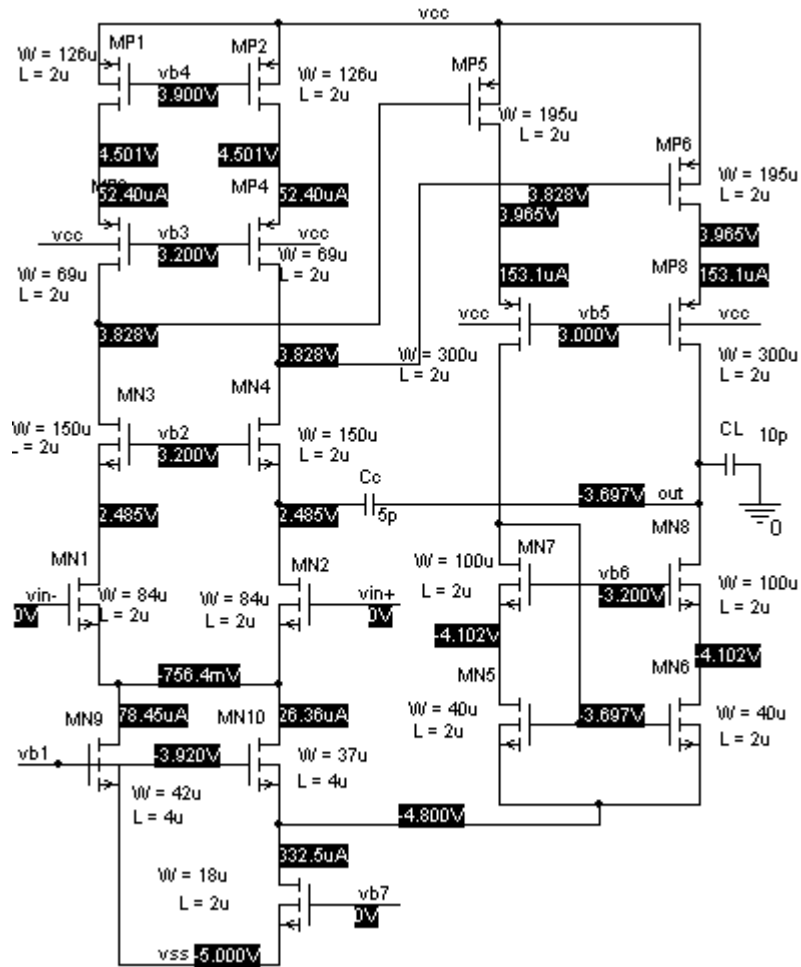 vcc
MP1
MP2
W = 126u
L = 2u
vb4
3.900V
W = 126u
L = 2u
MP5
W = 195u
L = 2u
MP6
W = 195u
L = 2u
4.501V
4.501V
52.40uA
MP4
52.40uA
3.828V
3.965V
3.965V
vcc
vb3
3.200V
vcc
W = 69u
L = 2u
W = 69u
L = 2u
153.1uA
MP8
153.1uA
vcc
vb5
3.000V
vcc
3.828V
3.828V
W = 300u
L = 2u
W = 300u
L = 2u
MN3
MN4
W = 150u
L = 2u
vb2
3.200V
W = 150u
L = 2u
CL
10p
Cc
5p
2.485V
2.485V
-3.697V
out
0
MN1
MN2
MN7
MN8
vin-
0V
W = 84u
L = 2u
W = 84u
L = 2u
vin+
0V
W = 100u
L = 2u
vb6
-3.200V
W = 100u
L = 2u
-4.102V
-4.102V
-756.4mV
MN5
MN6
MN9
78.45uA
MN10
26.36uA
W = 40u
L = 2u
-3.697V
W = 40u
L = 2u
vb1
-3.920V
W = 37u
L = 4u
W = 42u
L = 4u
-4.800V
332.5uA
W = 18u
L = 2u
vb7
0V
vss
-5.000V